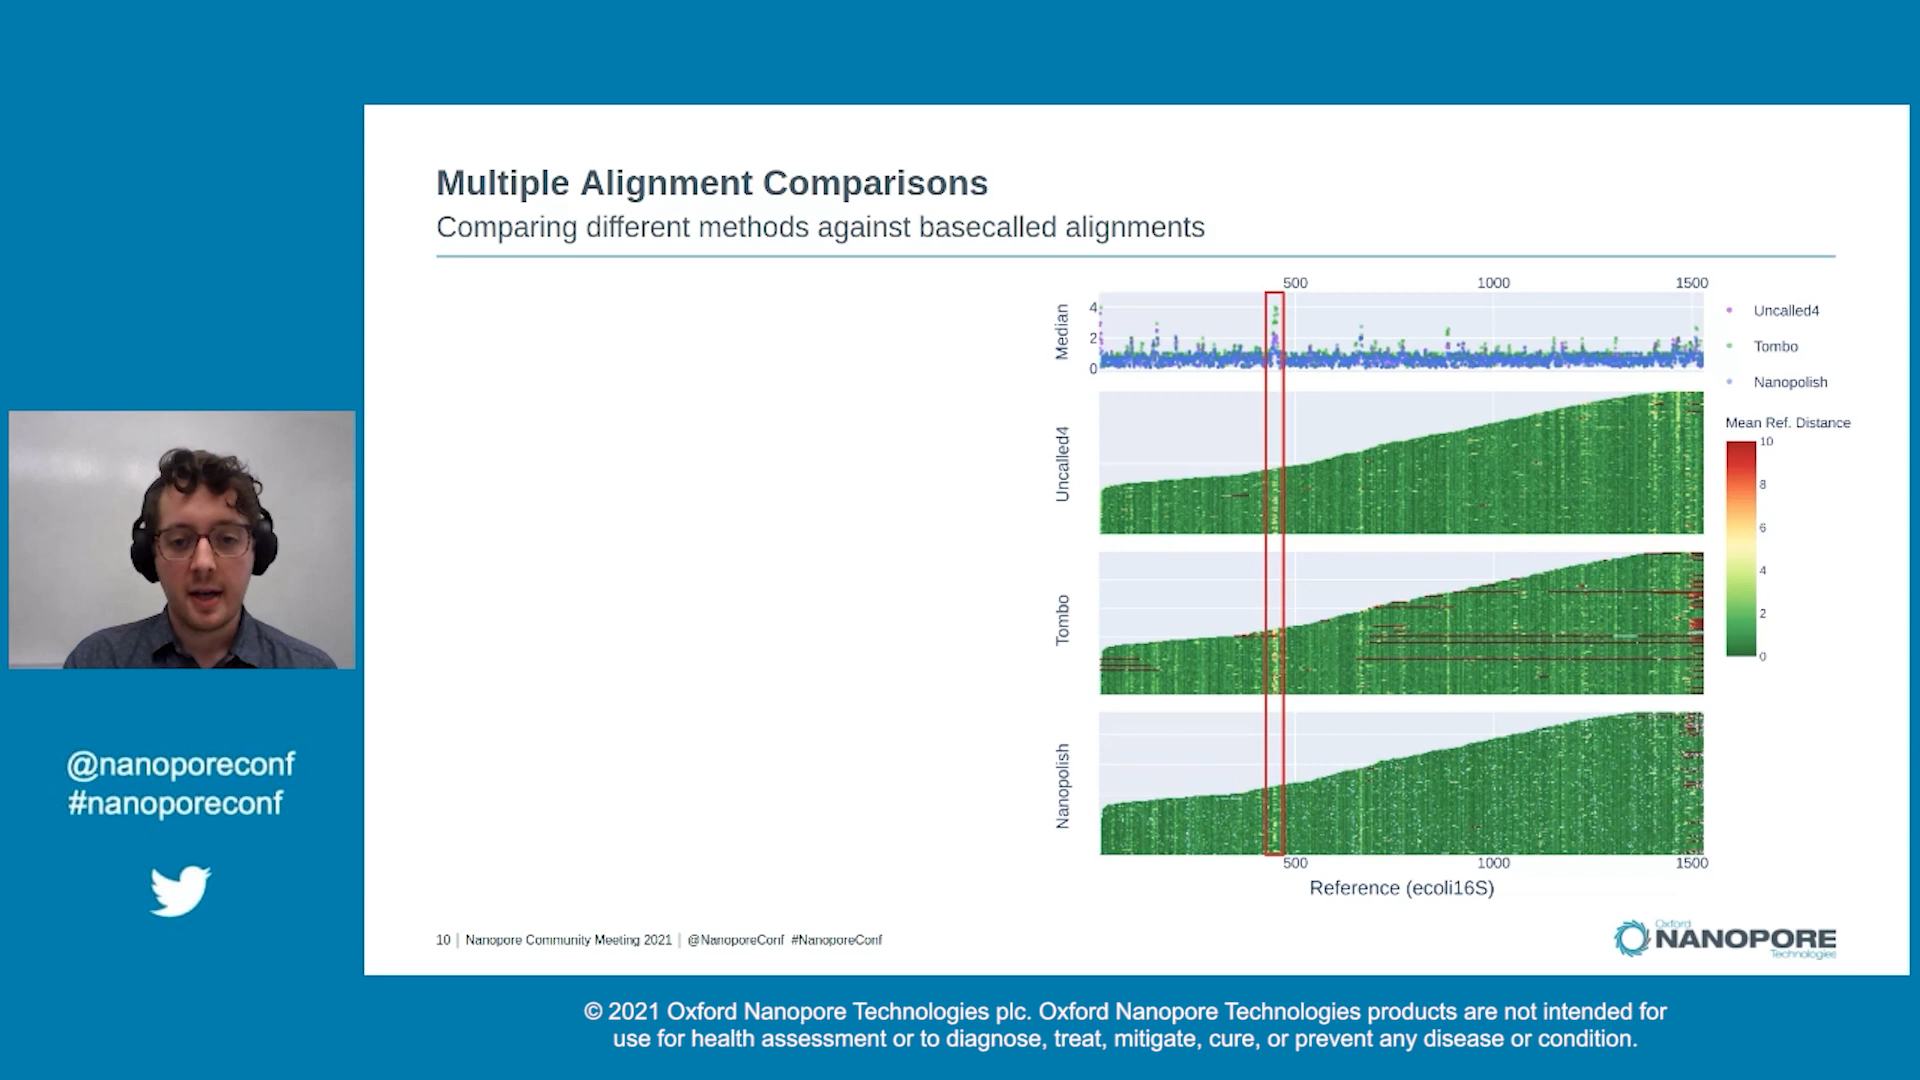 Multiple Alignment Comparisons
Comparing different methods against basecalled alignments
500 1000 1500
Median
4
2
0
Uncalled4
Tombo
Nanopolish
Mean Ref. Distance
10
8
6
4
2
0
Uncalled4
Tombo
Nanopolish
500 1000 1500
Reference (ecoli16S)
@nanoporeconf
#nanoporeconf
10 | Nanopore Community Meeting 2021 | @NanoporeConf #NanoporeConf
Oxford
NANOPORE
Technologies
© 2021 Oxford Nanopore Technologies plc. Oxford Nanopore Technologies products are not intended for
use for health assessment or to diagnose, treat, mitigate, cure, or prevent any disease or condition.